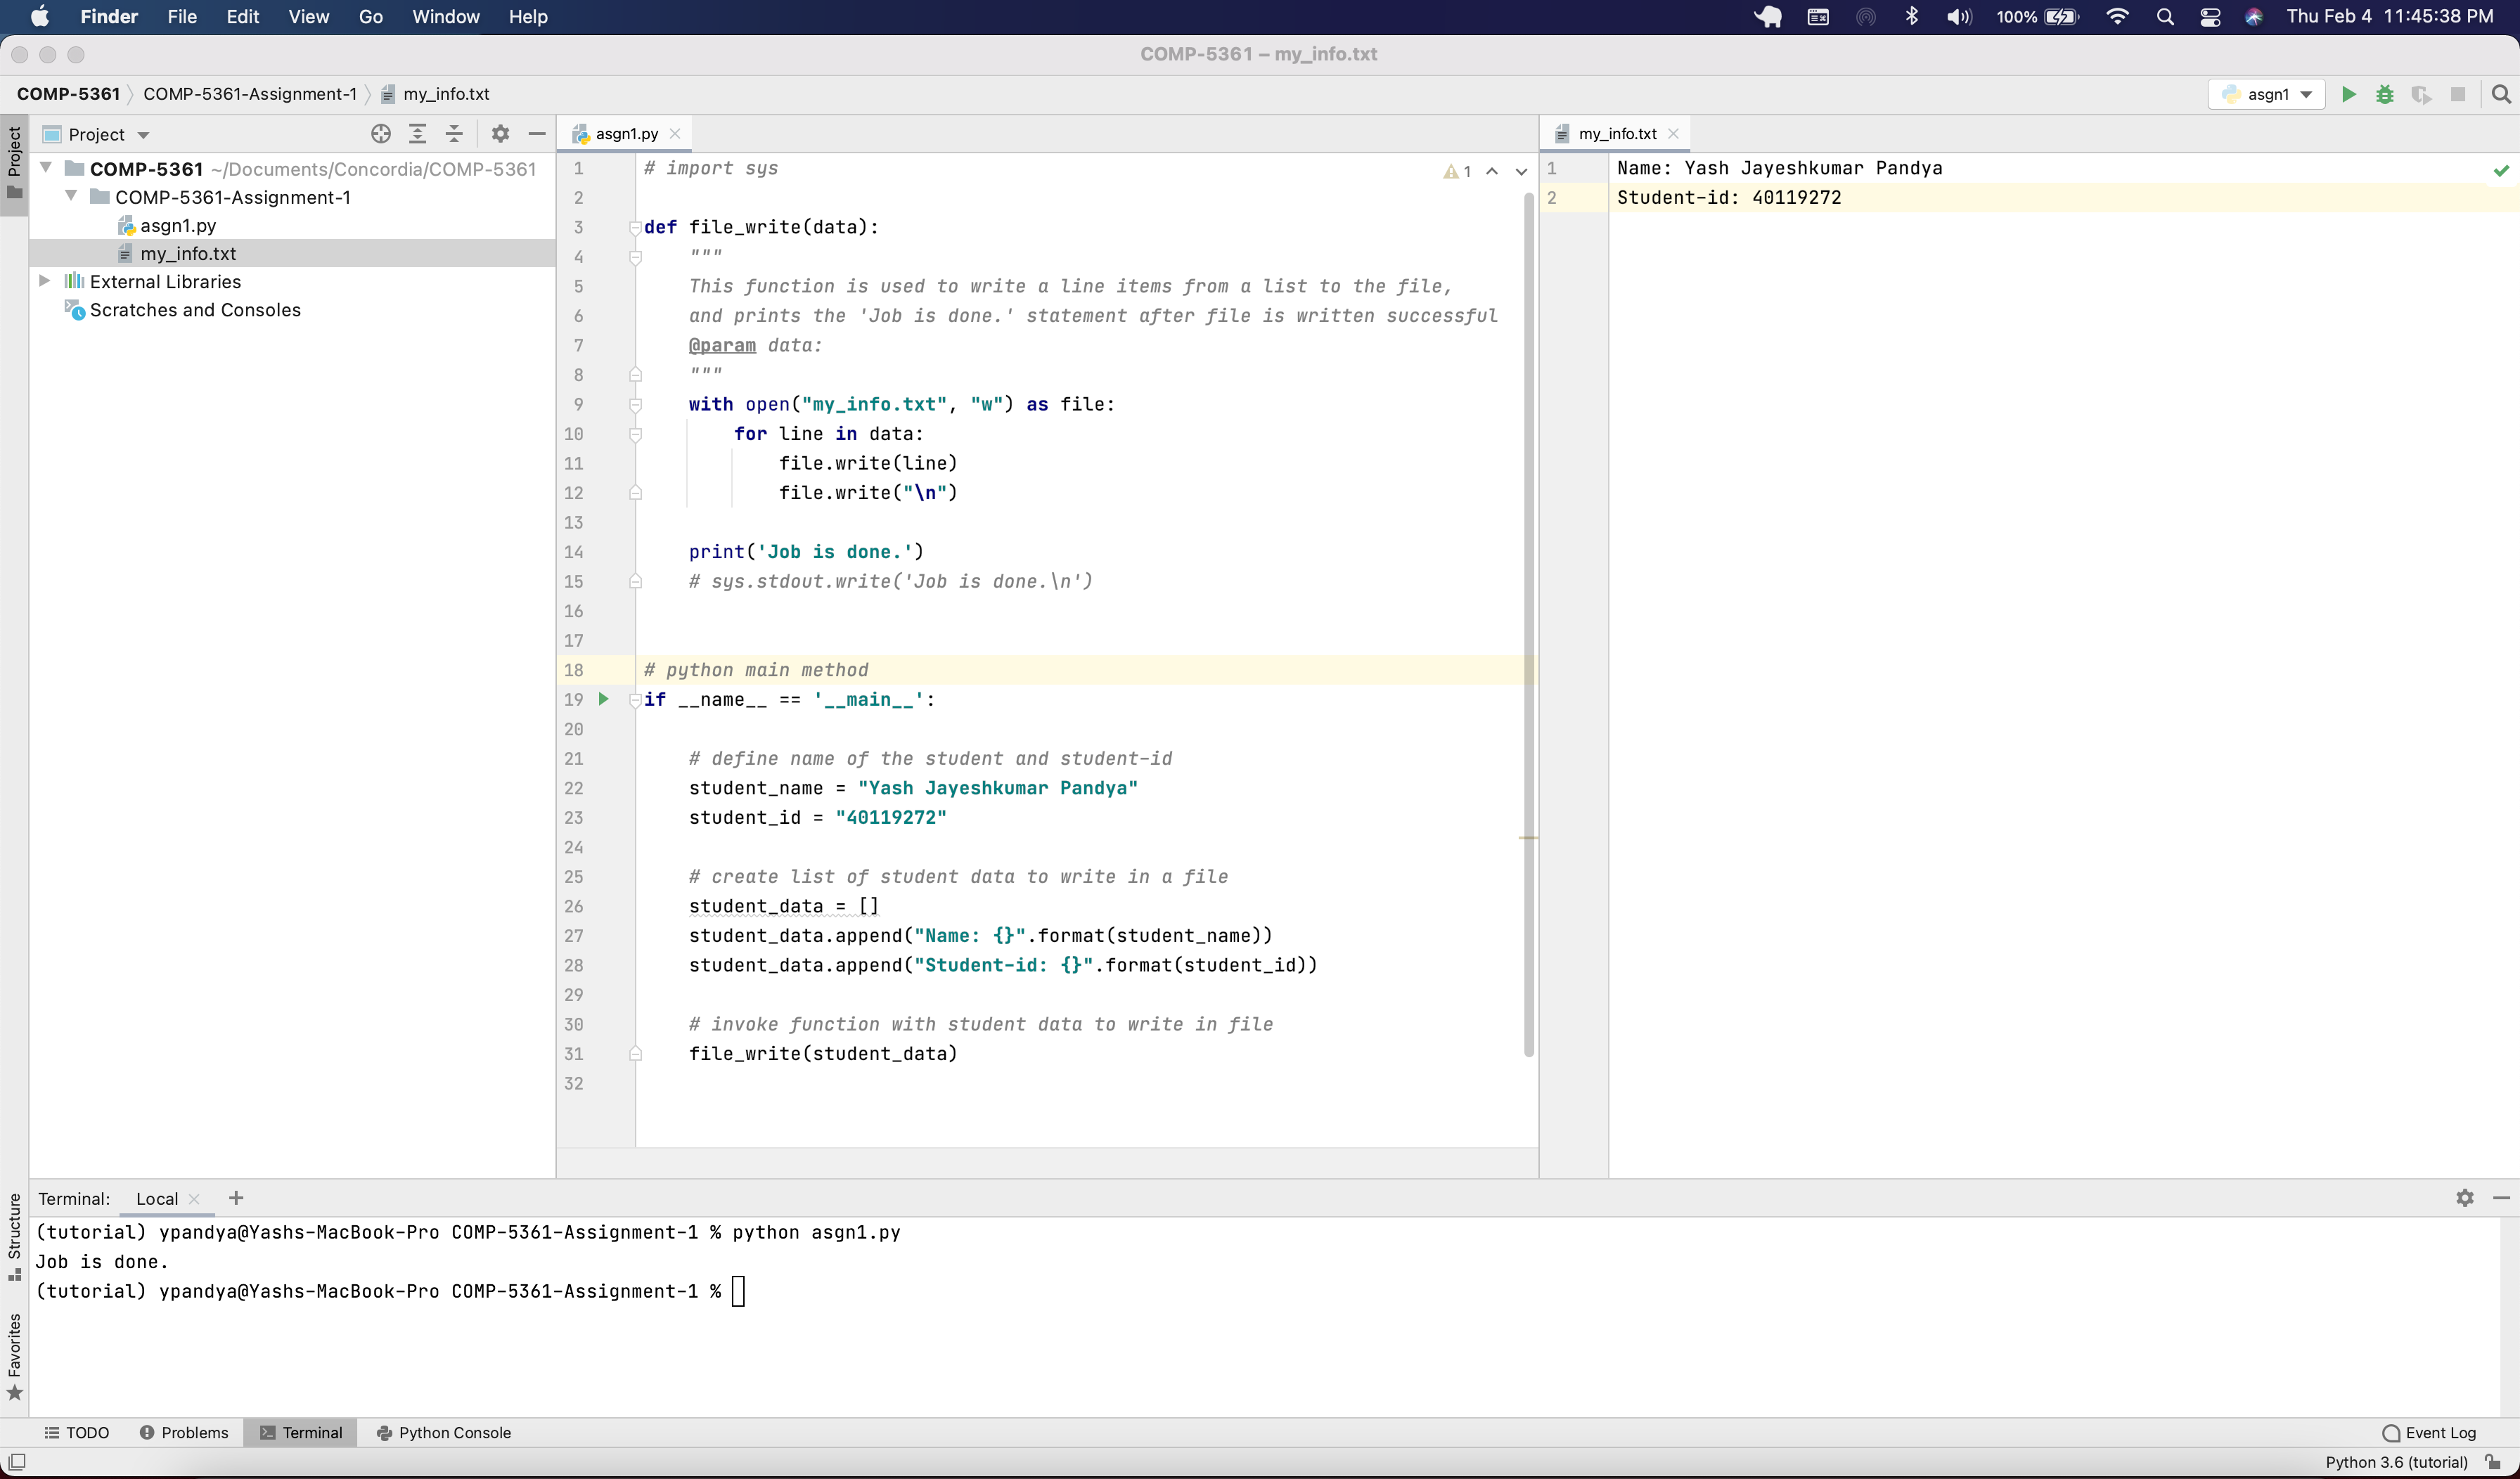 Finder File Edit View Go Window Help 100% Thu Feb 4 11:45:38 PM
COMP-5361 – my_info.txt
COMP-5361 COMP-5361-Assignment-1 my_info.txt asgn1
Project
Project
asgn1.py
my_info.txt
COMP-5361 ~/Documents/Concordia/COMP-5361
COMP-5361-Assignment-1
asgn1.py
my_info.txt
External Libraries
Scratches and Consoles
1 # import sys
2
3 def file_write(data):
4 """
5 This function is used to write a line items from a list to the file,
6 and prints the 'Job is done.' statement after file is written successful
7 @param data:
8 """
9 with open("my_info.txt", "w") as file:
10 for line in data:
11 file.write(line)
12 file.write("\n")
13
14 print('Job is done.')
15 # sys.stdout.write('Job is done.\n')
16
17
18 # python main method
19 if __name__ == '__main__':
20
21 # define name of the student and student-id
22 student_name = "Yash Jayeshkumar Pandya"
23 student_id = "40119272"
24
25 # create list of student data to write in a file
26 student_data = []
27 student_data.append("Name: {}".format(student_name))
28 student_data.append("Student-id: {}".format(student_id))
29
30 # invoke function with student data to write in file
31 file_write(student_data)
32
1
1 Name: Yash Jayeshkumar Pandya
2 Student-id: 40119272
Structure
Favorites
Terminal: Local
(tutorial) ypandya@Yashs-MacBook-Pro COMP-5361-Assignment-1 % python asgn1.py
Job is done.
(tutorial) ypandya@Yashs-MacBook-Pro COMP-5361-Assignment-1 %
TODO Problems Terminal Python Console Event Log
Python 3.6 (tutorial)